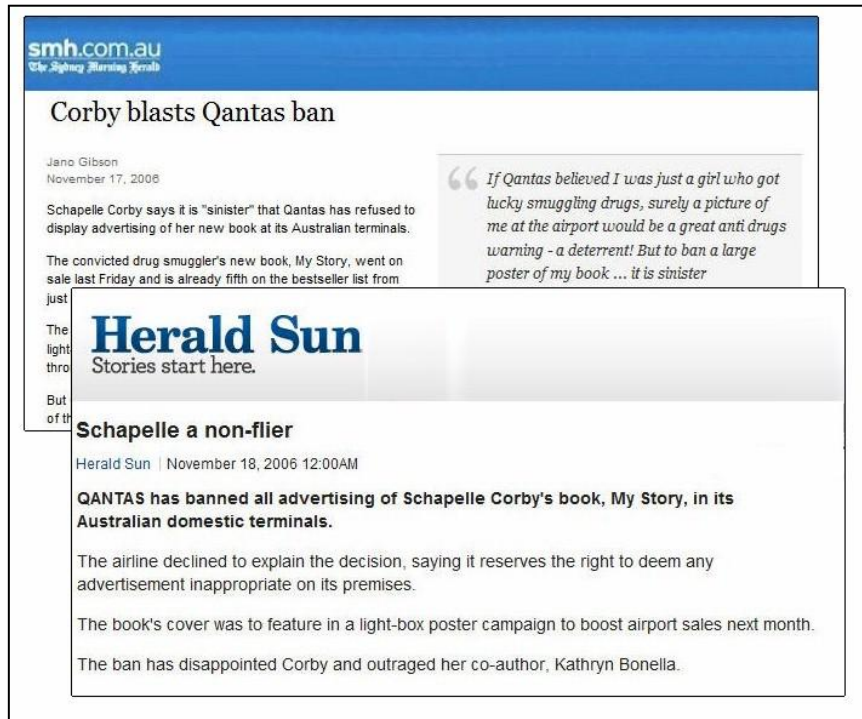 smh.com.au
The Sydney Morning Herald
Corby blasts Qantas ban
Jano Gibson
November 17, 2006
Schapelle Corby says it is "sinister" that Qantas has refused to
display advertising of her new book at its Australian terminals.
The convicted drug smuggler's new book, My Story, went on
sale last Friday and is already fifth on the bestseller list from
just
The
light
thro
But
of th
“ If Qantas believed I was just a girl who got
lucky smuggling drugs, surely a picture of
me at the airport would be a great anti drugs
warning - a deterrent! But to ban a large
poster of my book ... it is sinister
Herald Sun
Stories start here.
Schapelle a non-flier
Herald Sun | November 18, 2006 12:00AM
QANTAS has banned all advertising of Schapelle Corby's book, My Story, in its
Australian domestic terminals.
The airline declined to explain the decision, saying it reserves the right to deem any
advertisement inappropriate on its premises.
The book's cover was to feature in a light-box poster campaign to boost airport sales next month.
The ban has disappointed Corby and outraged her co-author, Kathryn Bonella.